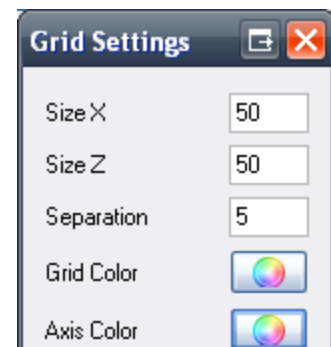 Grid Settings
Size X 50
Size Z 50
Separation 5
Grid Color
Axis Color